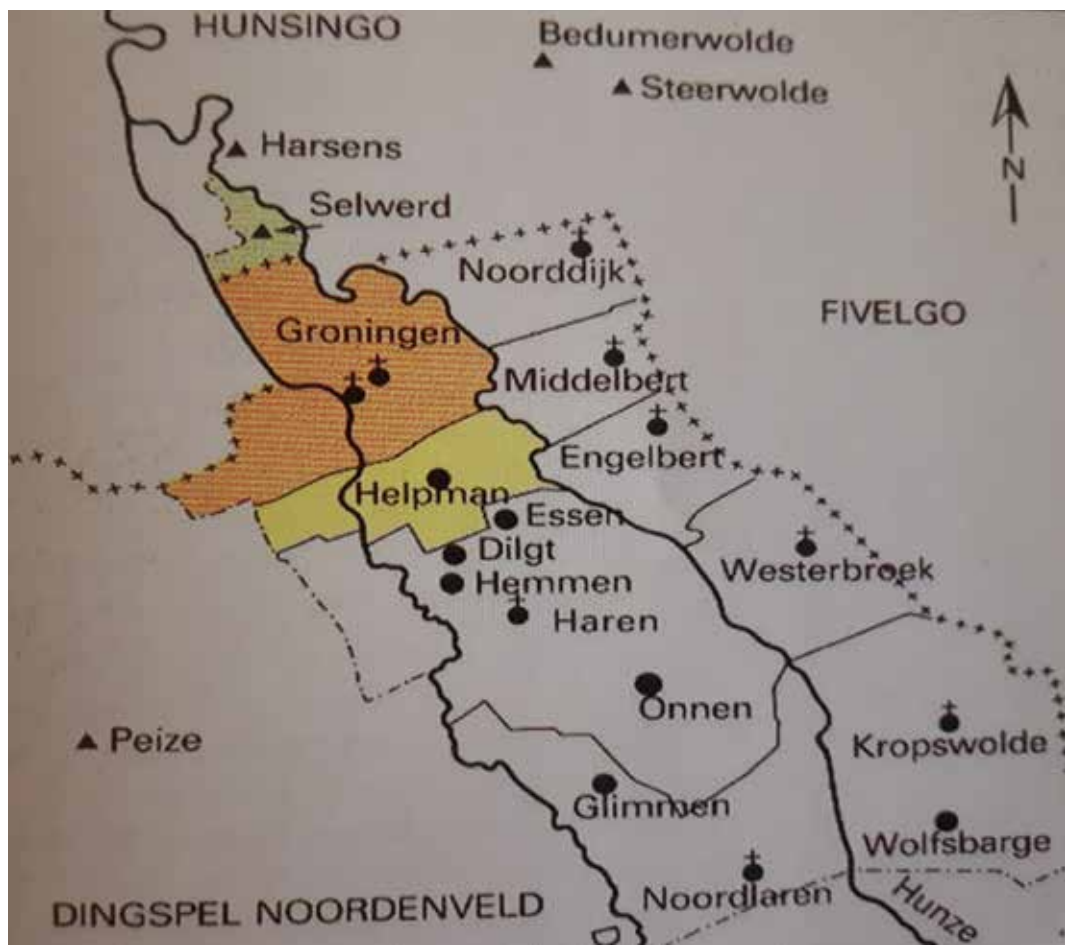 HUNSINGO
Bedumerwolde
Steerwolde
Harsens
N
Selwerd
Noorddijk
FIVELGO
Groningen
Middelbert
Engelbert
Helpman
Essen
Dilgt
Westerbroek
Hemmen
Haren
Onnen
Peize
Kropswolde
Glimmen
Wolfsbarge
Noordlaren
Hunze
DINGSPEL NOORDENVELD
D